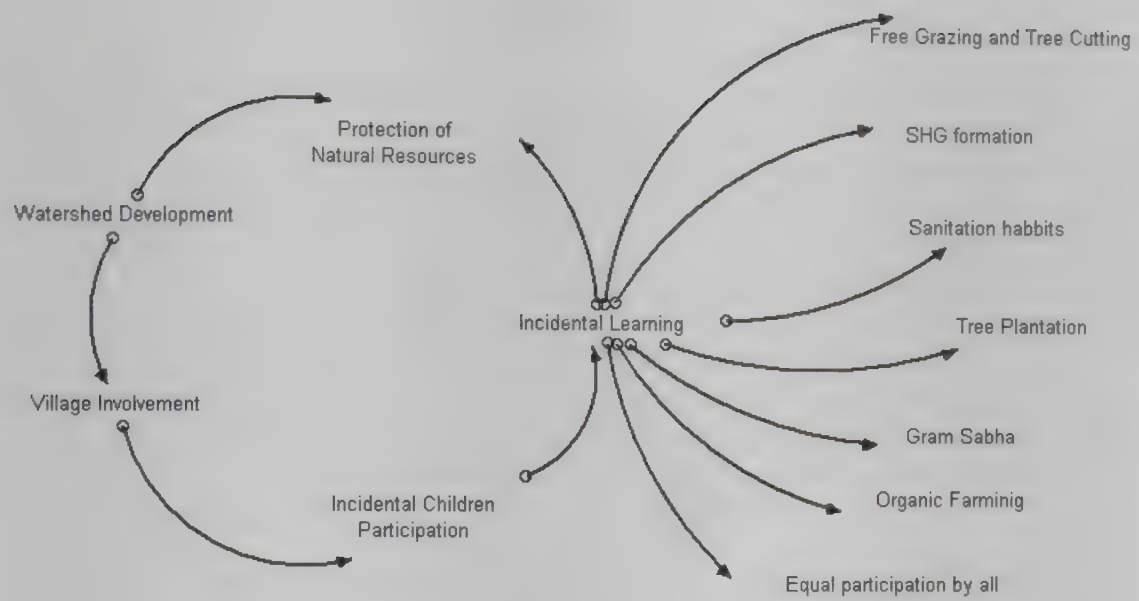 Free Grazing and Tree Cutting
Protection of
Natural Resources
SHG formation
Watershed Development
Sanitation habbits
Incidental Learning
Tree Plantation
Village Involvement
Gram Sabha
Incidental Children
Participation
Organic Farminig
Equal participation by all